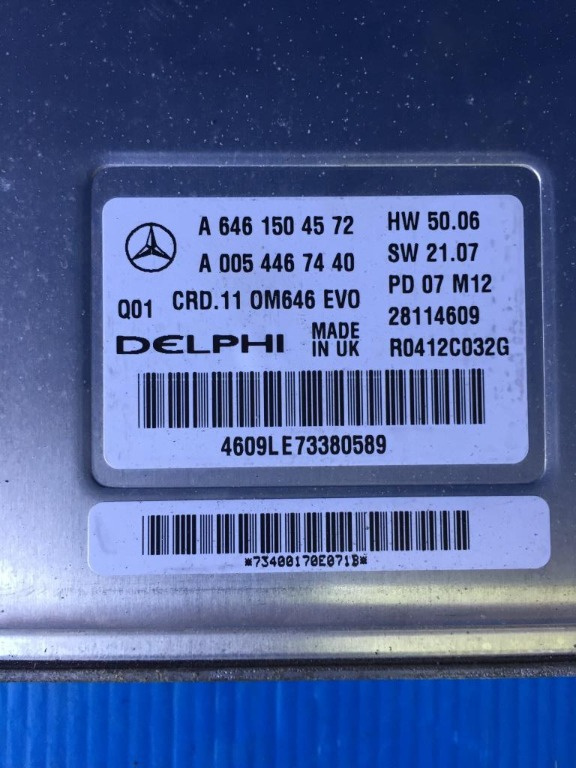 A 646 150 45 72 HW 50.06
A 005 446 74 40 SW 21.07
Q01 CRD.11 OM646 EVO PD 07 M12
DELPHI MADE IN UK 28114609
R0412C032G
4609LE73380589
*73400170E071B*